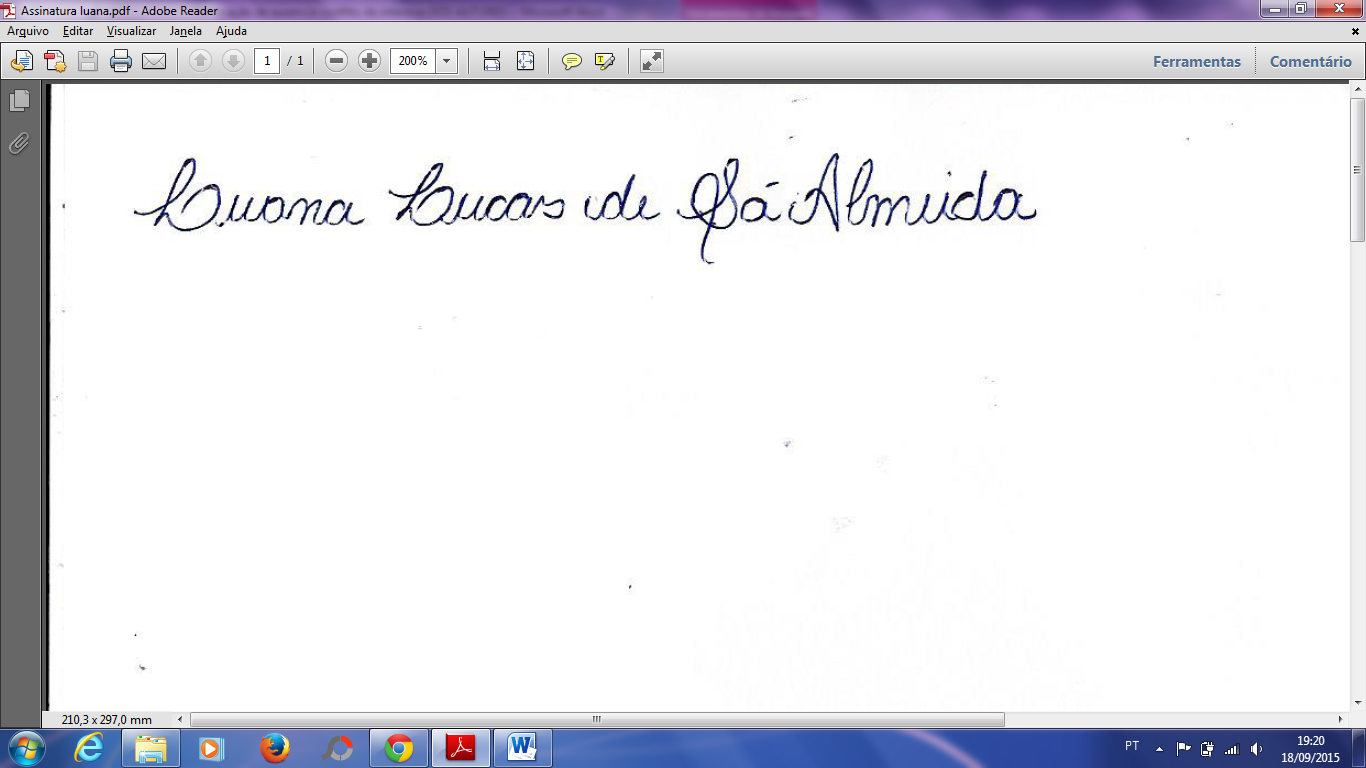 Assinatura luana.pdf - Adobe Reader
Arquivo Editar Visualizar Janela Ajuda
1 / 1 200% Ferramentas Comentário
Luana Lucas de Sá Almeida
210,3 x 297,0 mm
PT 19:20
18/09/2015